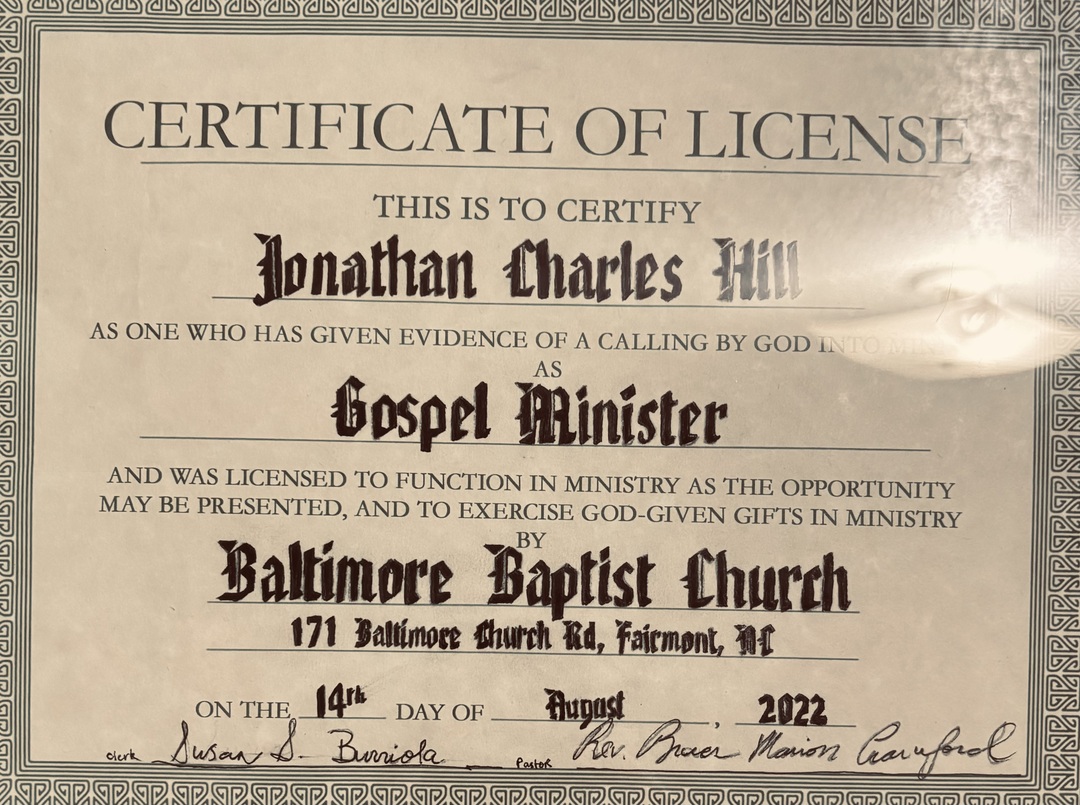 CERTIFICATE OF LICENSE
THIS IS TO CERTIFY
Jonathan Charles Hill
AS ONE WHO HAS GIVEN EVIDENCE OF A CALLING BY GOD INTO
AS
Gospel Minister
AND WAS LICENSED TO FUNCTION IN MINISTRY AS THE OPPORTUNITY
MAY BE PRESENTED, AND TO EXERCISE GOD-GIVEN GIFTS IN MINISTRY
BY
Baltimore Baptist Church
171 Baltimore Church Rd, Fairmont, NC
ON THE 14th DAY OF August, 2022
clerk Susan S. Pastor Rev. Marion Crawford